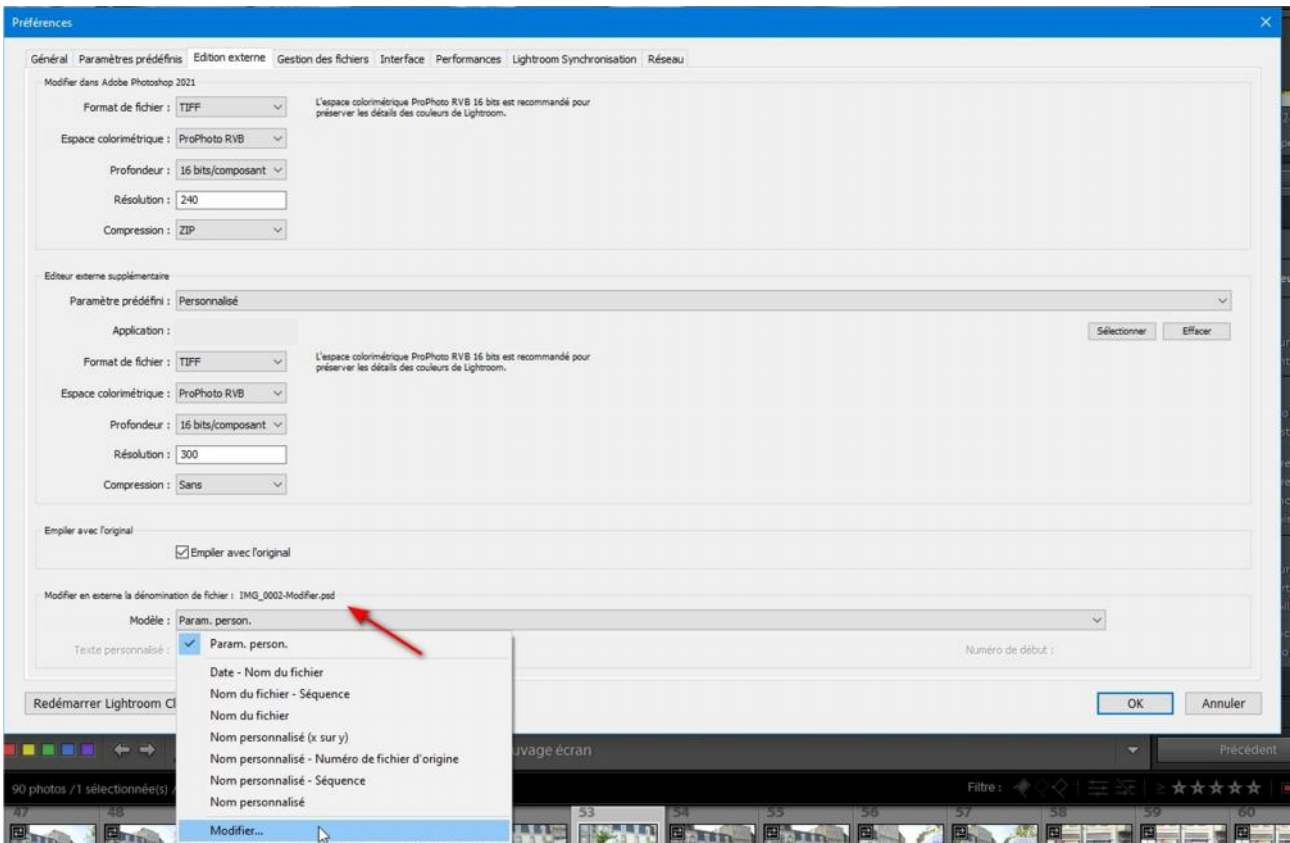 Préférences
Général Paramètres prédéfinis Edition externe Gestion des fichiers Interface Performances Lightroom Synchronisation Réseau
Modifier dans Adobe Photoshop 2021
Format de fichier : TIFF
L'espace colorimétrique ProPhoto RVB 16 bits est recommandé pour
préserver les détails des couleurs de Lightroom.
Espace colorimétrique : ProPhoto RVB
Profondeur : 16 bits/composant
Résolution : 240
Compression : ZIP
Editeur externe supplémentaire
Paramètre prédéfini : Personnalisé
Application :
Sélectionner Effacer
Format de fichier : TIFF
L'espace colorimétrique ProPhoto RVB 16 bits est recommandé pour
préserver les détails des couleurs de Lightroom.
Espace colorimétrique : ProPhoto RVB
Profondeur : 16 bits/composant
Résolution : 300
Compression : Sans
Empiler avec l'original
Empiler avec l'original
Modifier en externe la dénomination de fichier : IMG_0002-Modifier.psd
Modèle : Param. person.
Texte personnalisé :
Numéro de début :
Param. person.
Date - Nom du fichier
Nom du fichier - Séquence
Nom du fichier
Nom personnalisé (x sur y)
Nom personnalisé - Numéro de fichier d'origine
Nom personnalisé - Séquence
Nom personnalisé
Modifier...
Redémarrer Lightroom Cl
OK Annuler
uvage écran
Précédent
90 photos /1 sélectionnée(s) /
Filtre :
47 48 53 54 55 56 57 58 59 60